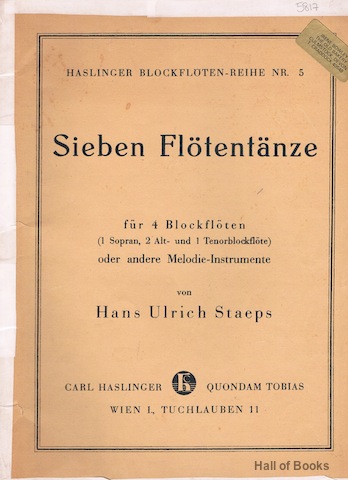 5817
HASLINGER BLOCKFLÖTEN-REIHE NR. 5
Sieben Flötentänze
für 4 Blockflöten
(1 Sopran, 2 Alt- und 1 Tenorblockflöte)
oder andere Melodie-Instrumente
von
Hans Ulrich Staeps
CARL HASLINGER QUONDAM TOBIAS
WIEN I., TUCHLAUBEN 11
Hall of Books